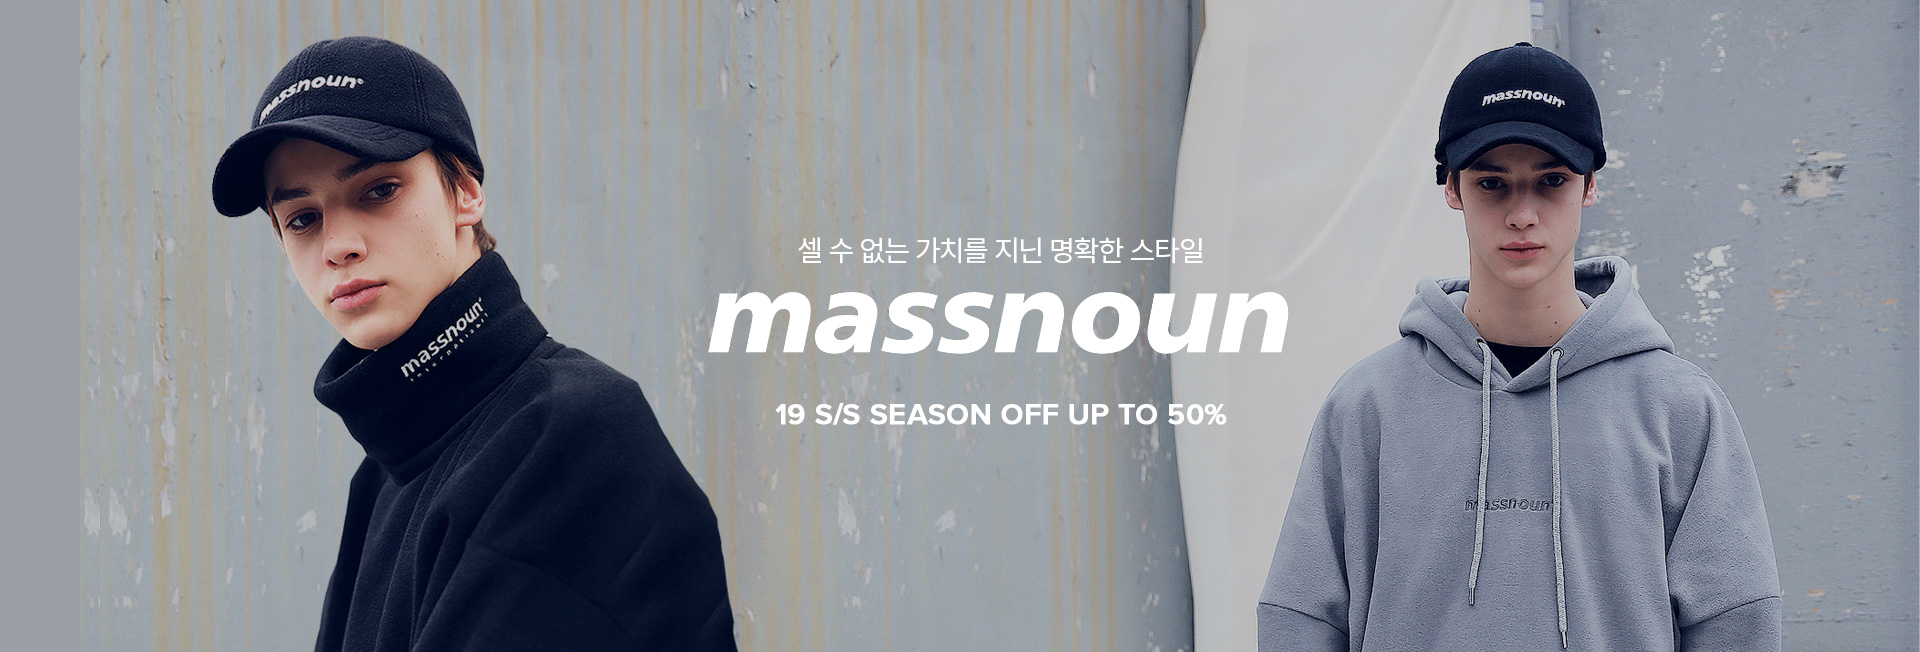 massnoun
massnoun
international
셀 수 없는 가치를 지닌 명확한 스타일
massnoun
19 S/S SEASON OFF UP TO 50%
massnoun
massnoun